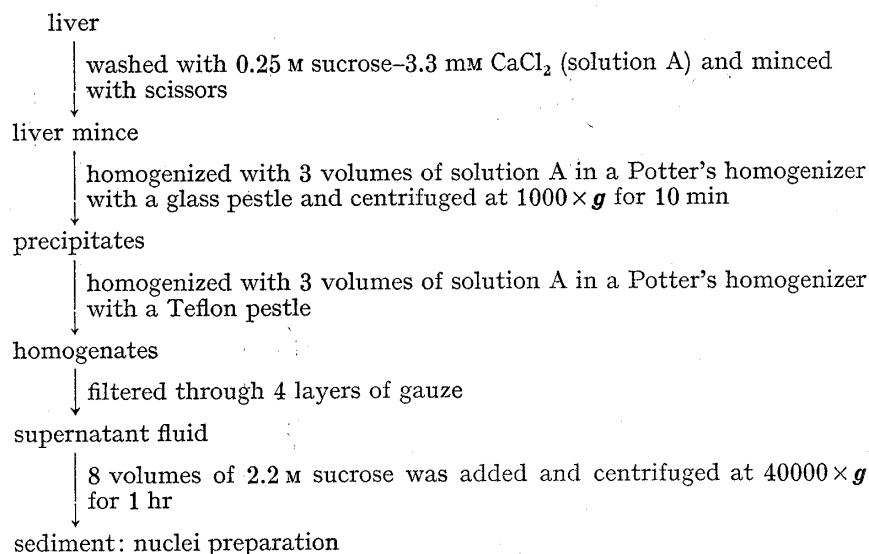 liver
washed with 0.25 M sucrose–3.3 mM CaCl₂ (solution A) and minced
with scissors
liver mince
homogenized with 3 volumes of solution A in a Potter's homogenizer
with a glass pestle and centrifuged at 1000×g for 10 min
precipitates
homogenized with 3 volumes of solution A in a Potter's homogenizer
with a Teflon pestle
homogenates
filtered through 4 layers of gauze
supernatant fluid
8 volumes of 2.2 M sucrose was added and centrifuged at 40000×g
for 1 hr
sediment: nuclei preparation